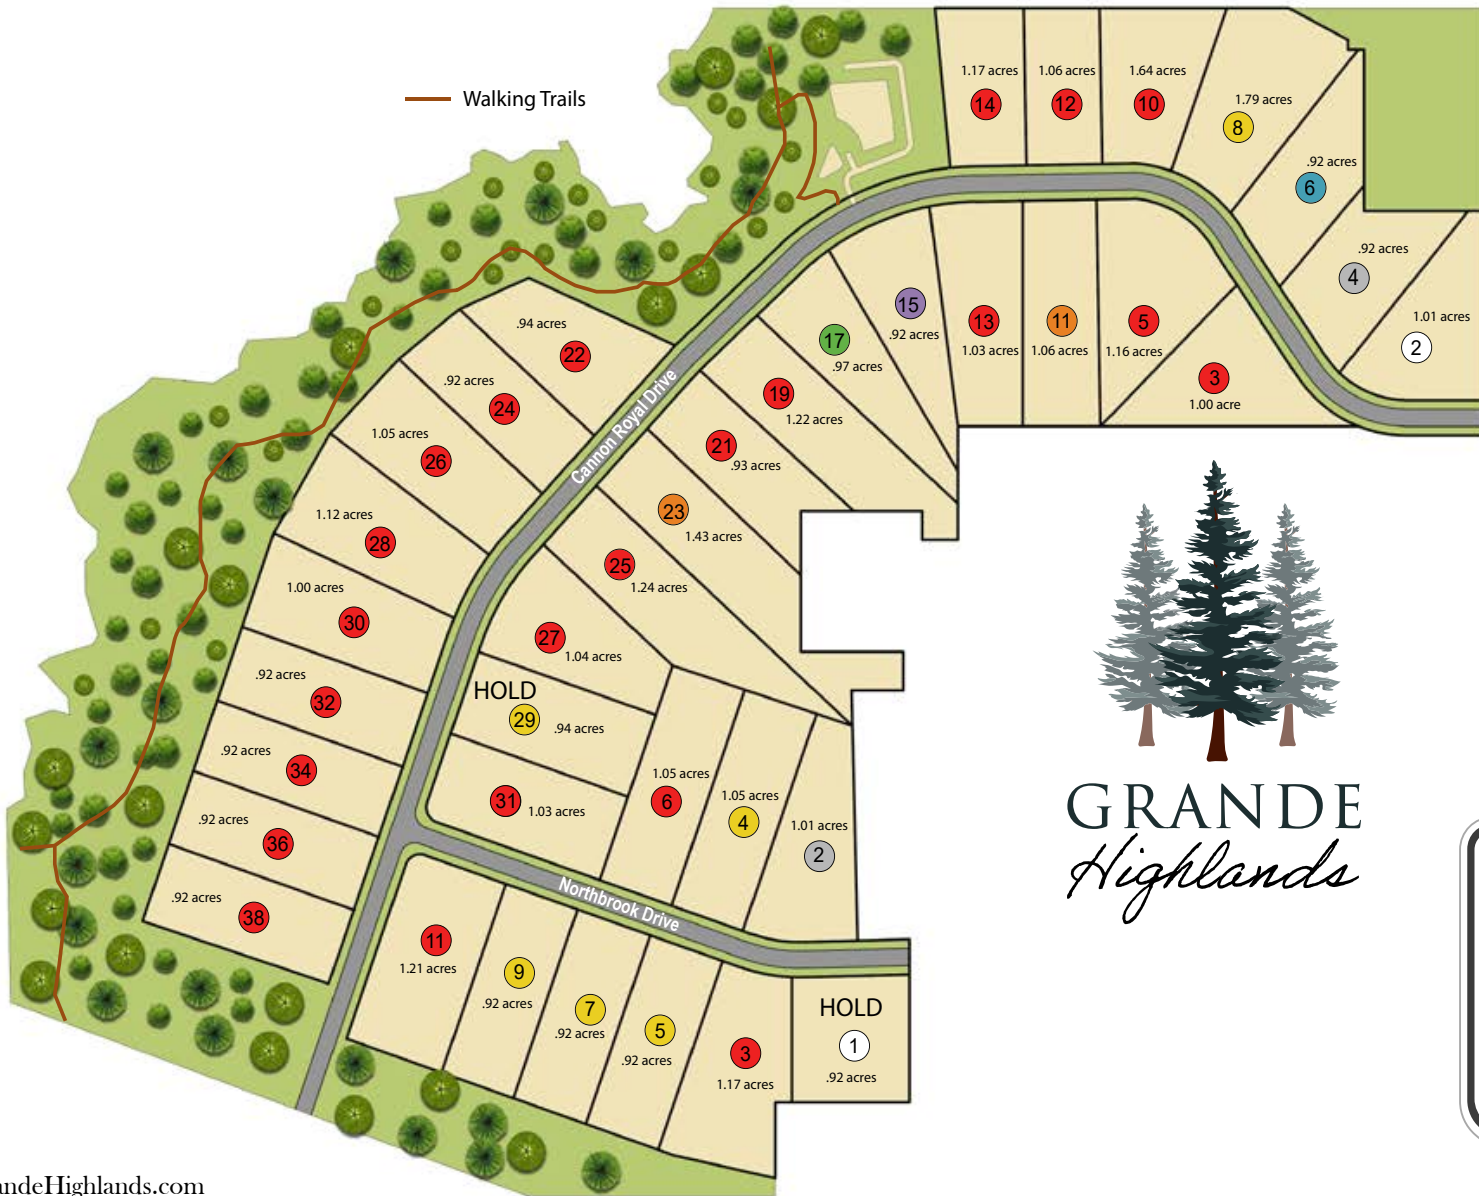 Walking Trails
1.17 acres
14
1.06 acres
12
1.64 acres
10
1.79 acres
8
.92 acres
6
.92 acres
4
1.01 acres
2
.94 acres
22
.92 acres
24
1.05 acres
26
1.12 acres
28
1.00 acres
30
.92 acres
32
.92 acres
34
.92 acres
36
.92 acres
38
Cannon Royal Drive
15
.92 acres
13
1.03 acres
11
1.06 acres
5
1.16 acres
3
1.00 acre
17
.97 acres
19
1.22 acres
21
.93 acres
23
1.43 acres
25
1.24 acres
27
1.04 acres
HOLD
29
.94 acres
31
1.03 acres
1.05 acres
6
1.05 acres
4
1.01 acres
2
Northbrook Drive
11
1.21 acres
9
.92 acres
7
.92 acres
5
.92 acres
3
1.17 acres
HOLD
1
.92 acres
GRANDE
Highlands
andeHighlands.com